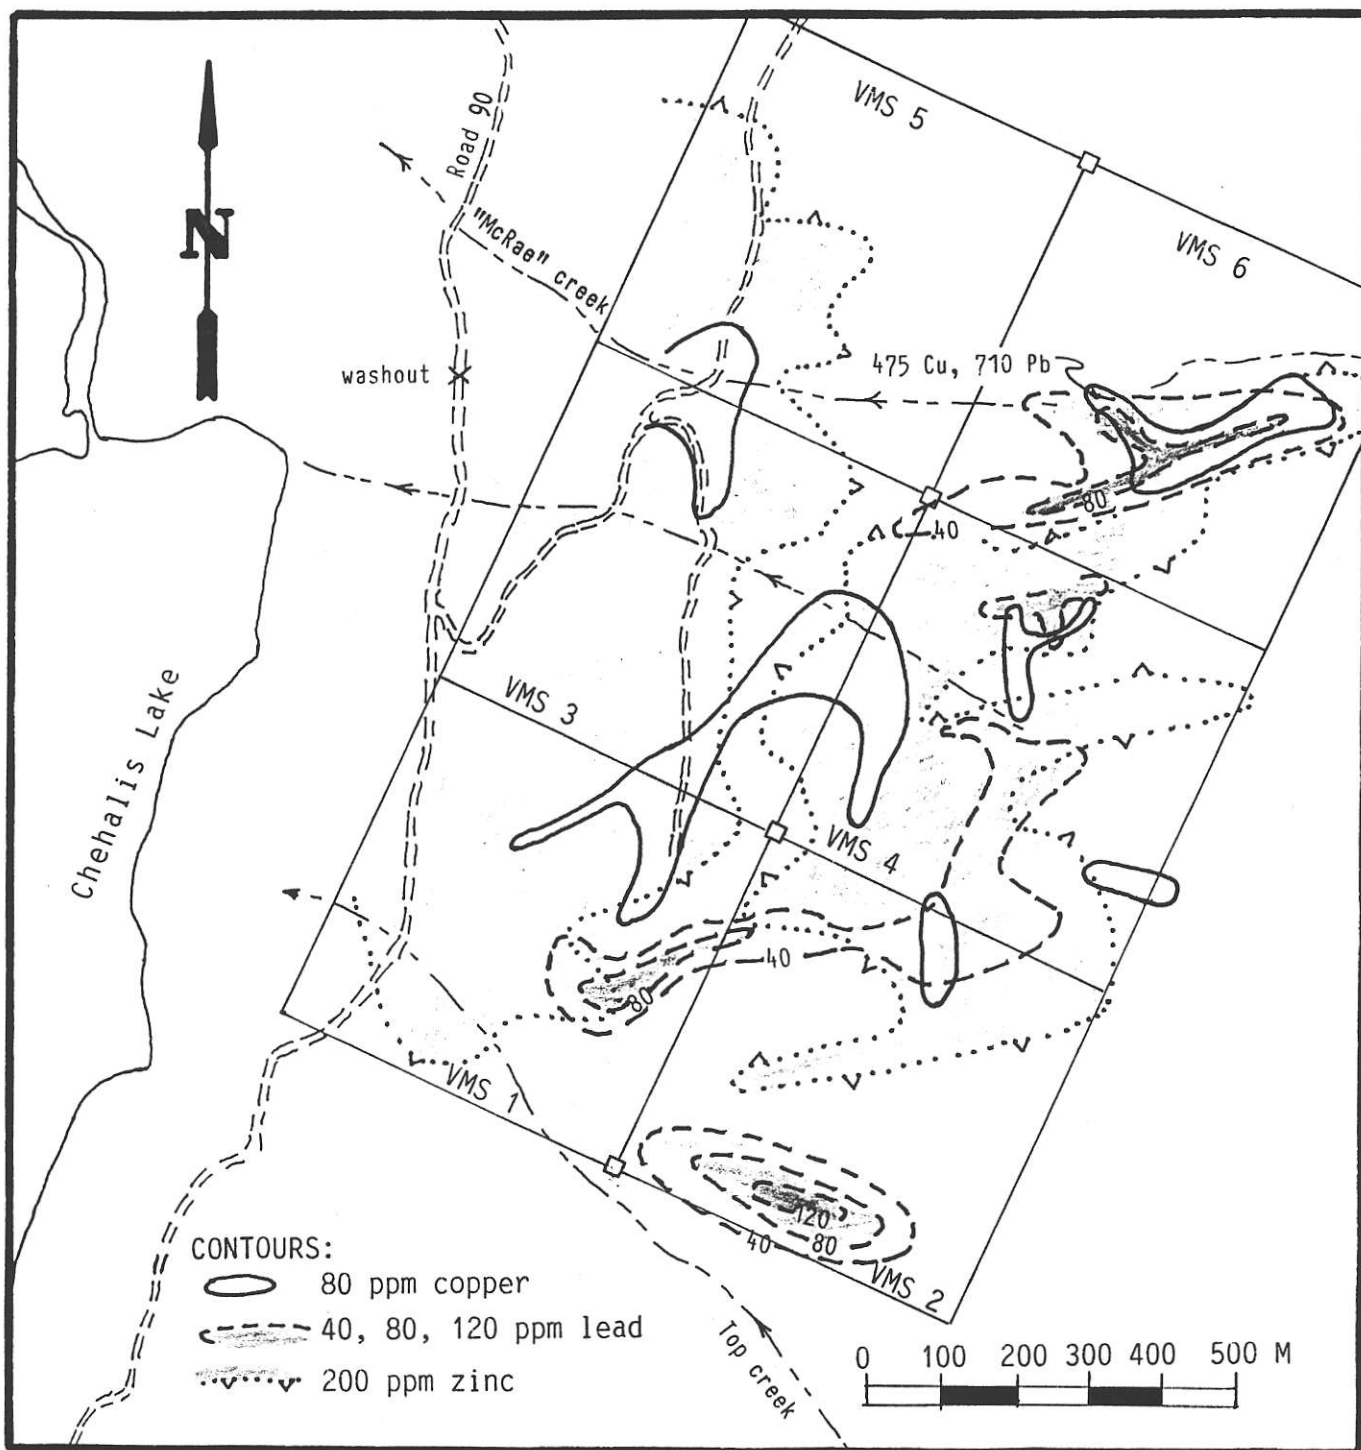 VMS 5
Road 90
N
"McRae" creek
VMS 6
washout
475 Cu, 710 Pb
80
40
VMS 3
Chehalis Lake
VMS 4
40
80
VMS 1
120
40
80
VMS 2
CONTOURS:
80 ppm copper
40, 80, 120 ppm lead
200 ppm zinc
Top creek
0 100 200 300 400 500 M